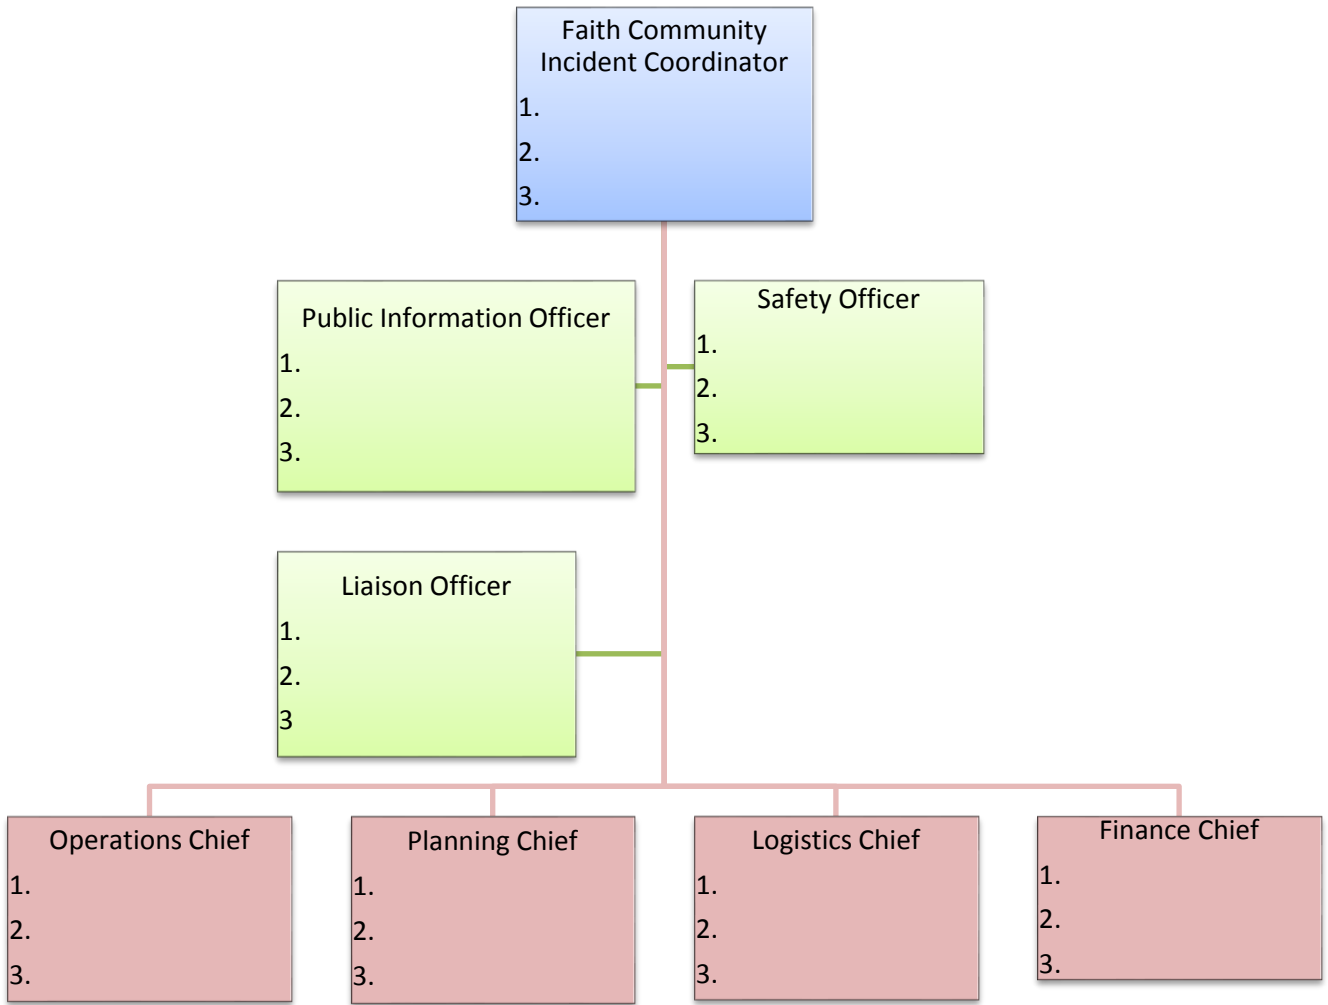 Faith Community
Incident Coordinator
1.
2.
3.
Public Information Officer
1.
2.
3.
Safety Officer
1.
2.
3.
Liaison Officer
1.
2.
3
Operations Chief
1.
2.
3.
Planning Chief
1.
2.
3.
Logistics Chief
1.
2.
3.
Finance Chief
1.
2.
3.